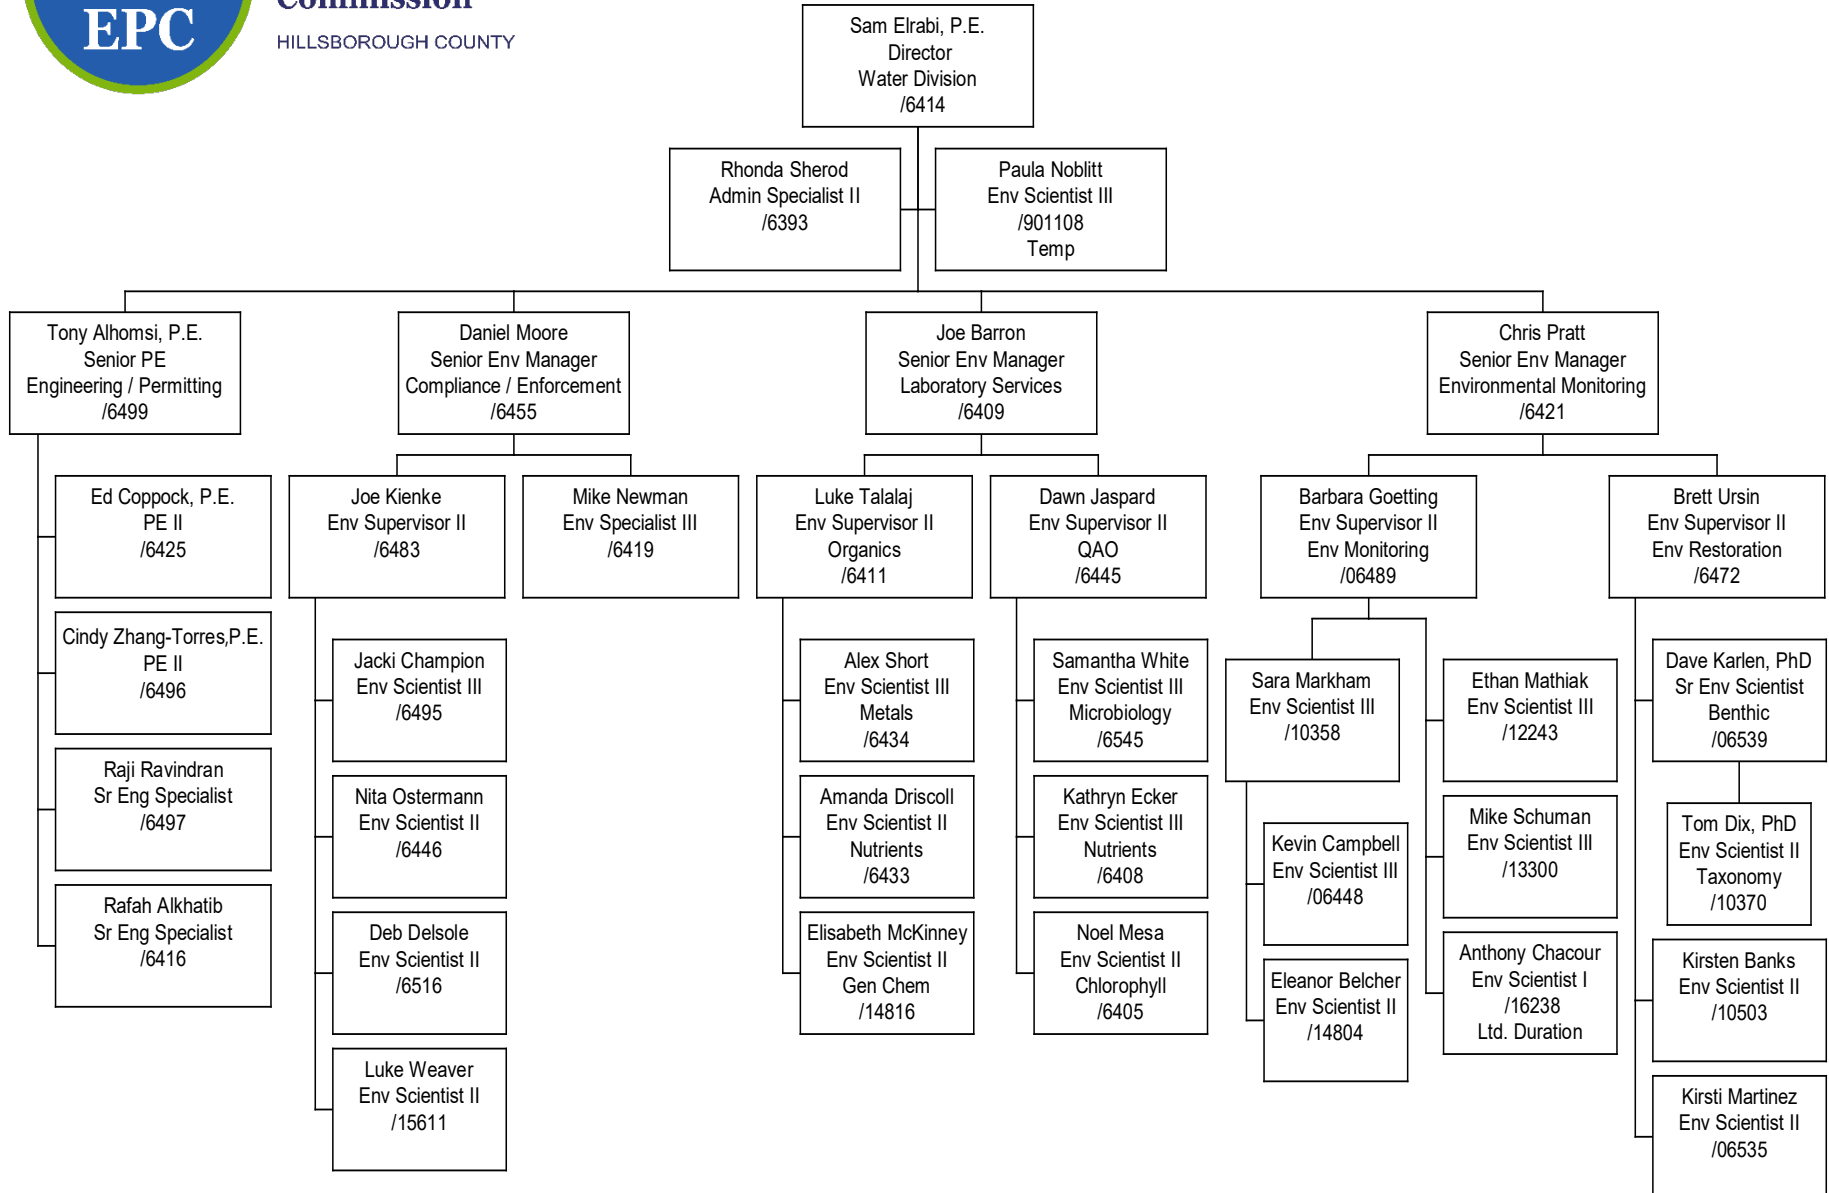 Commission
EPC
HILLSBOROUGH COUNTY
Sam Elrabi, P.E.
Director
Water Division
/6414
Rhonda Sherod
Admin Specialist II
/6393
Paula Noblitt
Env Scientist III
/901108
Temp
Tony Alhomsi, P.E.
Senior PE
Engineering / Permitting
/6499
Daniel Moore
Senior Env Manager
Compliance / Enforcement
/6455
Joe Barron
Senior Env Manager
Laboratory Services
/6409
Chris Pratt
Senior Env Manager
Environmental Monitoring
/6421
Ed Coppock, P.E.
PE II
/6425
Cindy Zhang-Torres,P.E.
PE II
/6496
Raji Ravindran
Sr Eng Specialist
/6497
Rafah Alkhatib
Sr Eng Specialist
/6416
Joe Kienke
Env Supervisor II
/6483
Mike Newman
Env Specialist III
/6419
Jacki Champion
Env Scientist III
/6495
Nita Ostermann
Env Scientist II
/6446
Deb Delsole
Env Scientist II
/6516
Luke Weaver
Env Scientist II
/15611
Luke Talalaj
Env Supervisor II
Organics
/6411
Dawn Jaspard
Env Supervisor II
QAO
/6445
Alex Short
Env Scientist III
Metals
/6434
Amanda Driscoll
Env Scientist II
Nutrients
/6433
Elisabeth McKinney
Env Scientist II
Gen Chem
/14816
Samantha White
Env Scientist III
Microbiology
/6545
Kathryn Ecker
Env Scientist III
Nutrients
/6408
Noel Mesa
Env Scientist II
Chlorophyll
/6405
Barbara Goetting
Env Supervisor II
Env Monitoring
/06489
Brett Ursin
Env Supervisor II
Env Restoration
/6472
Sara Markham
Env Scientist III
/10358
Kevin Campbell
Env Scientist III
/06448
Eleanor Belcher
Env Scientist II
/14804
Ethan Mathiak
Env Scientist III
/12243
Mike Schuman
Env Scientist III
/13300
Anthony Chacour
Env Scientist I
/16238
Ltd. Duration
Dave Karlen, PhD
Sr Env Scientist
Benthic
/06539
Tom Dix, PhD
Env Scientist II
Taxonomy
/10370
Kirsten Banks
Env Scientist II
/10503
Kirsti Martinez
Env Scientist II
/06535